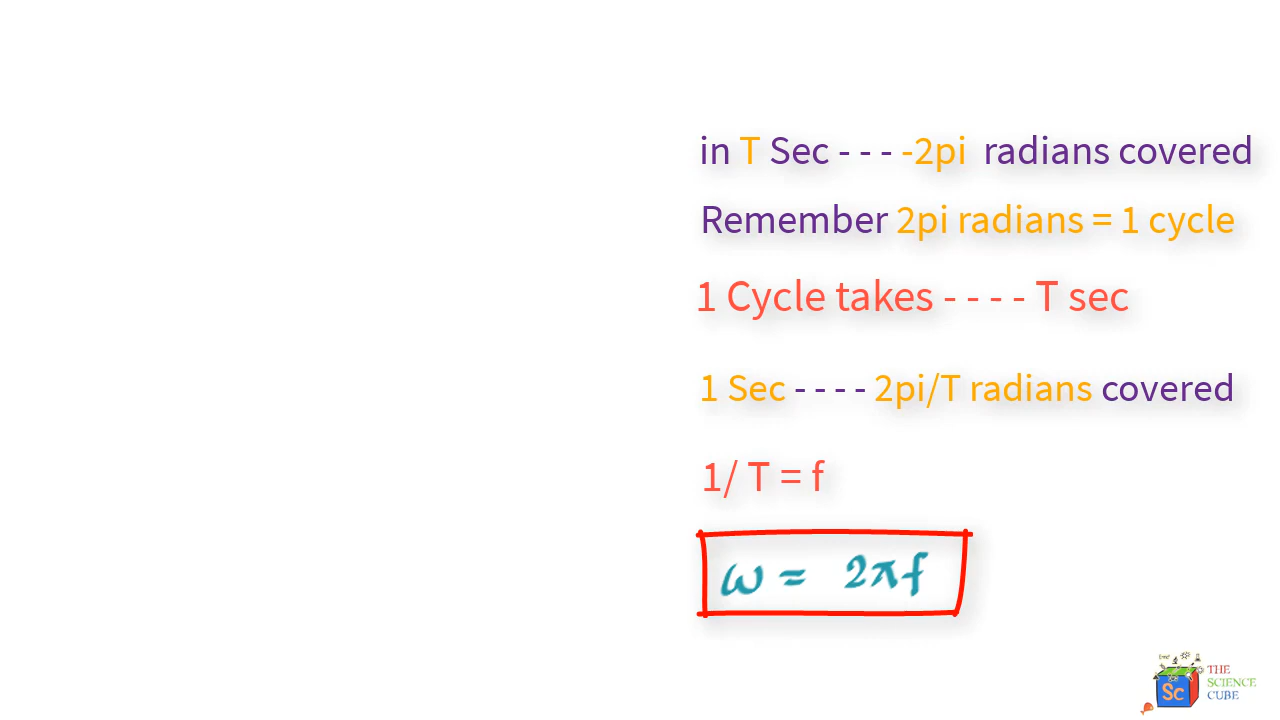 in T Sec - - - -2pi radians covered
Remember 2pi radians = 1 cycle
1 Cycle takes - - - - T sec
1 Sec - - - - 2pi/T radians covered
1/ T = f
ω = 2πf
Sc
THE
SCIENCE
CUBE